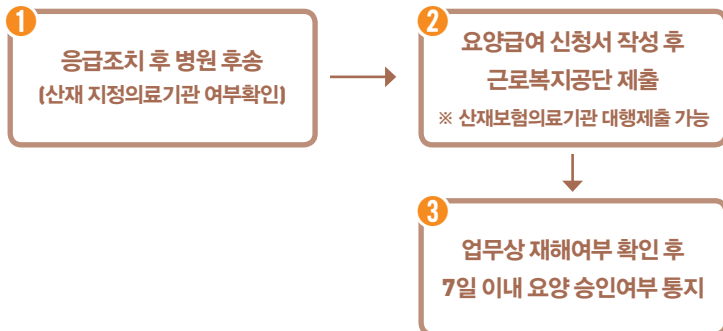 1
응급조치 후 병원 후송
(산재 지정의료기관 여부확인)
2
요양급여 신청서 작성 후
근로복지공단 제출
※ 산재보험의료기관 대행제출 가능
3
업무상 재해여부 확인 후
7일 이내 요양 승인여부 통지